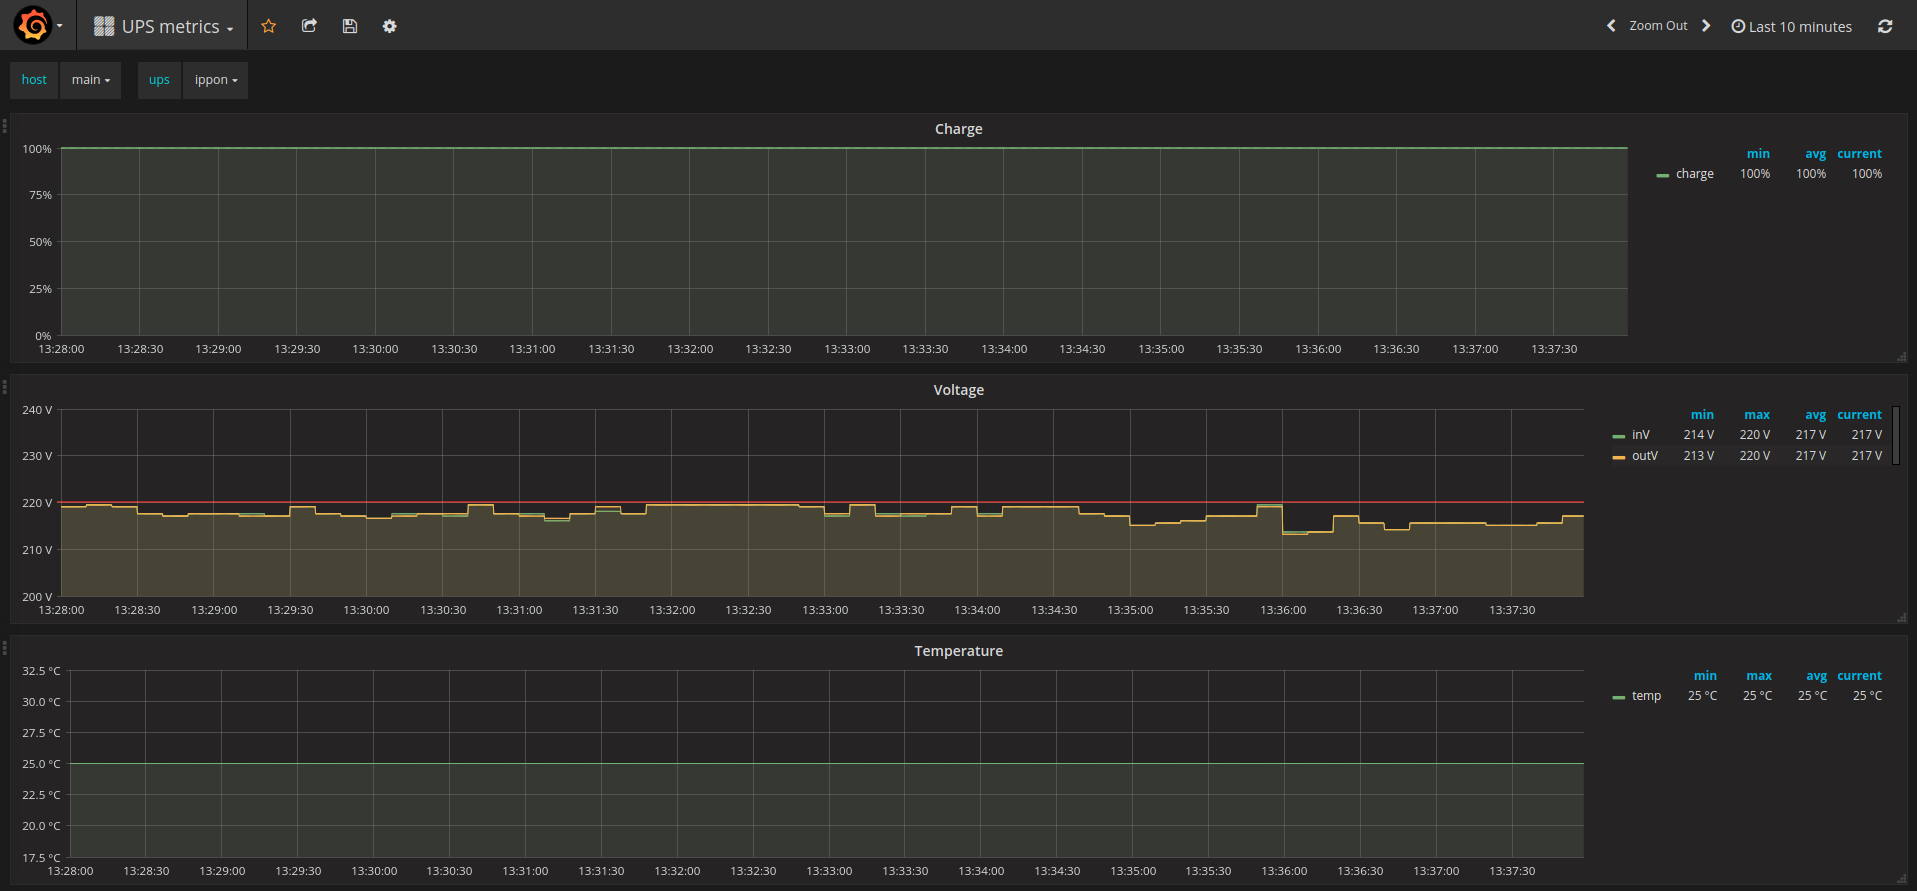 UPS metrics Zoom Out Last 10 minutes
host main ups ippon
Charge
100%
75%
50%
25%
0%
13:28:00 13:28:30 13:29:00 13:29:30 13:30:00 13:30:30 13:31:00 13:31:30 13:32:00 13:32:30 13:33:00 13:33:30 13:34:00 13:34:30 13:35:00 13:35:30 13:36:00 13:36:30 13:37:00 13:37:30
min avg current
charge 100% 100% 100%
Voltage
240 V
230 V
220 V
210 V
200 V
13:28:00 13:28:30 13:29:00 13:29:30 13:30:00 13:30:30 13:31:00 13:31:30 13:32:00 13:32:30 13:33:00 13:33:30 13:34:00 13:34:30 13:35:00 13:35:30 13:36:00 13:36:30 13:37:00 13:37:30
min max avg current
inV 214 V 220 V 217 V 217 V
outV 213 V 220 V 217 V 217 V
Temperature
32.5 °C
30.0 °C
27.5 °C
25.0 °C
22.5 °C
20.0 °C
17.5 °C
13:28:00 13:28:30 13:29:00 13:29:30 13:30:00 13:30:30 13:31:00 13:31:30 13:32:00 13:32:30 13:33:00 13:33:30 13:34:00 13:34:30 13:35:00 13:35:30 13:36:00 13:36:30 13:37:00 13:37:30
min max avg current
temp 25 °C 25 °C 25 °C 25 °C